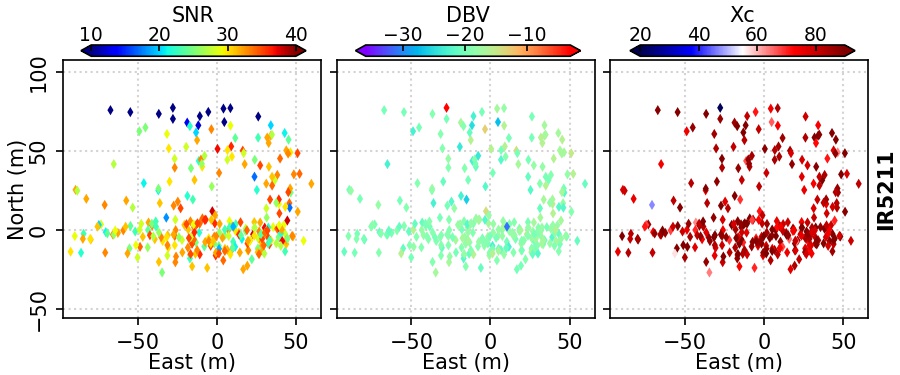 SNR DBV Xc
10 20 30 40 −30 −20 −10 20 40 60 80
100
50
0
−50
North (m)
−50 0 50 −50 0 50 −50 0 50
East (m) East (m) East (m)
IR5211